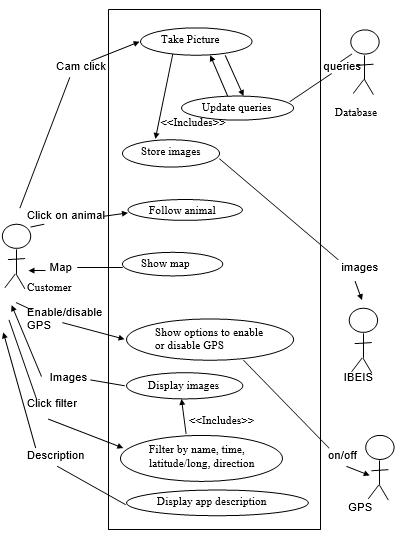 Take Picture
Cam click
queries
Update queries
Database
<<Includes>>
Store images
Click on animal
Follow animal
Map
Show map
images
Customer
Enable/disable
GPS
Show options to enable
or disable GPS
IBEIS
Images
Display images
Click filter
<<Includes>>
Description
Filter by name, time,
latitude/long, direction
on/off
Display app description
GPS